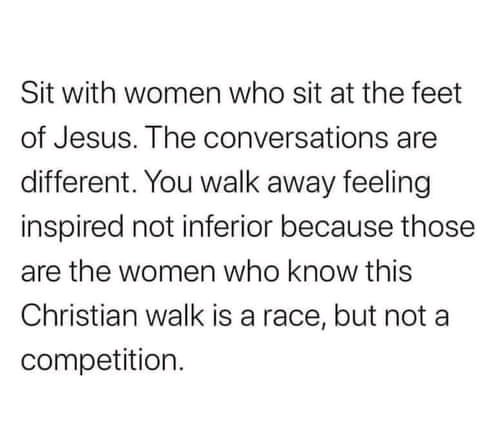 Sit with women who sit at the feet
of Jesus. The conversations are
different. You walk away feeling
inspired not inferior because those
are the women who know this
Christian walk is a race, but not a
competition.